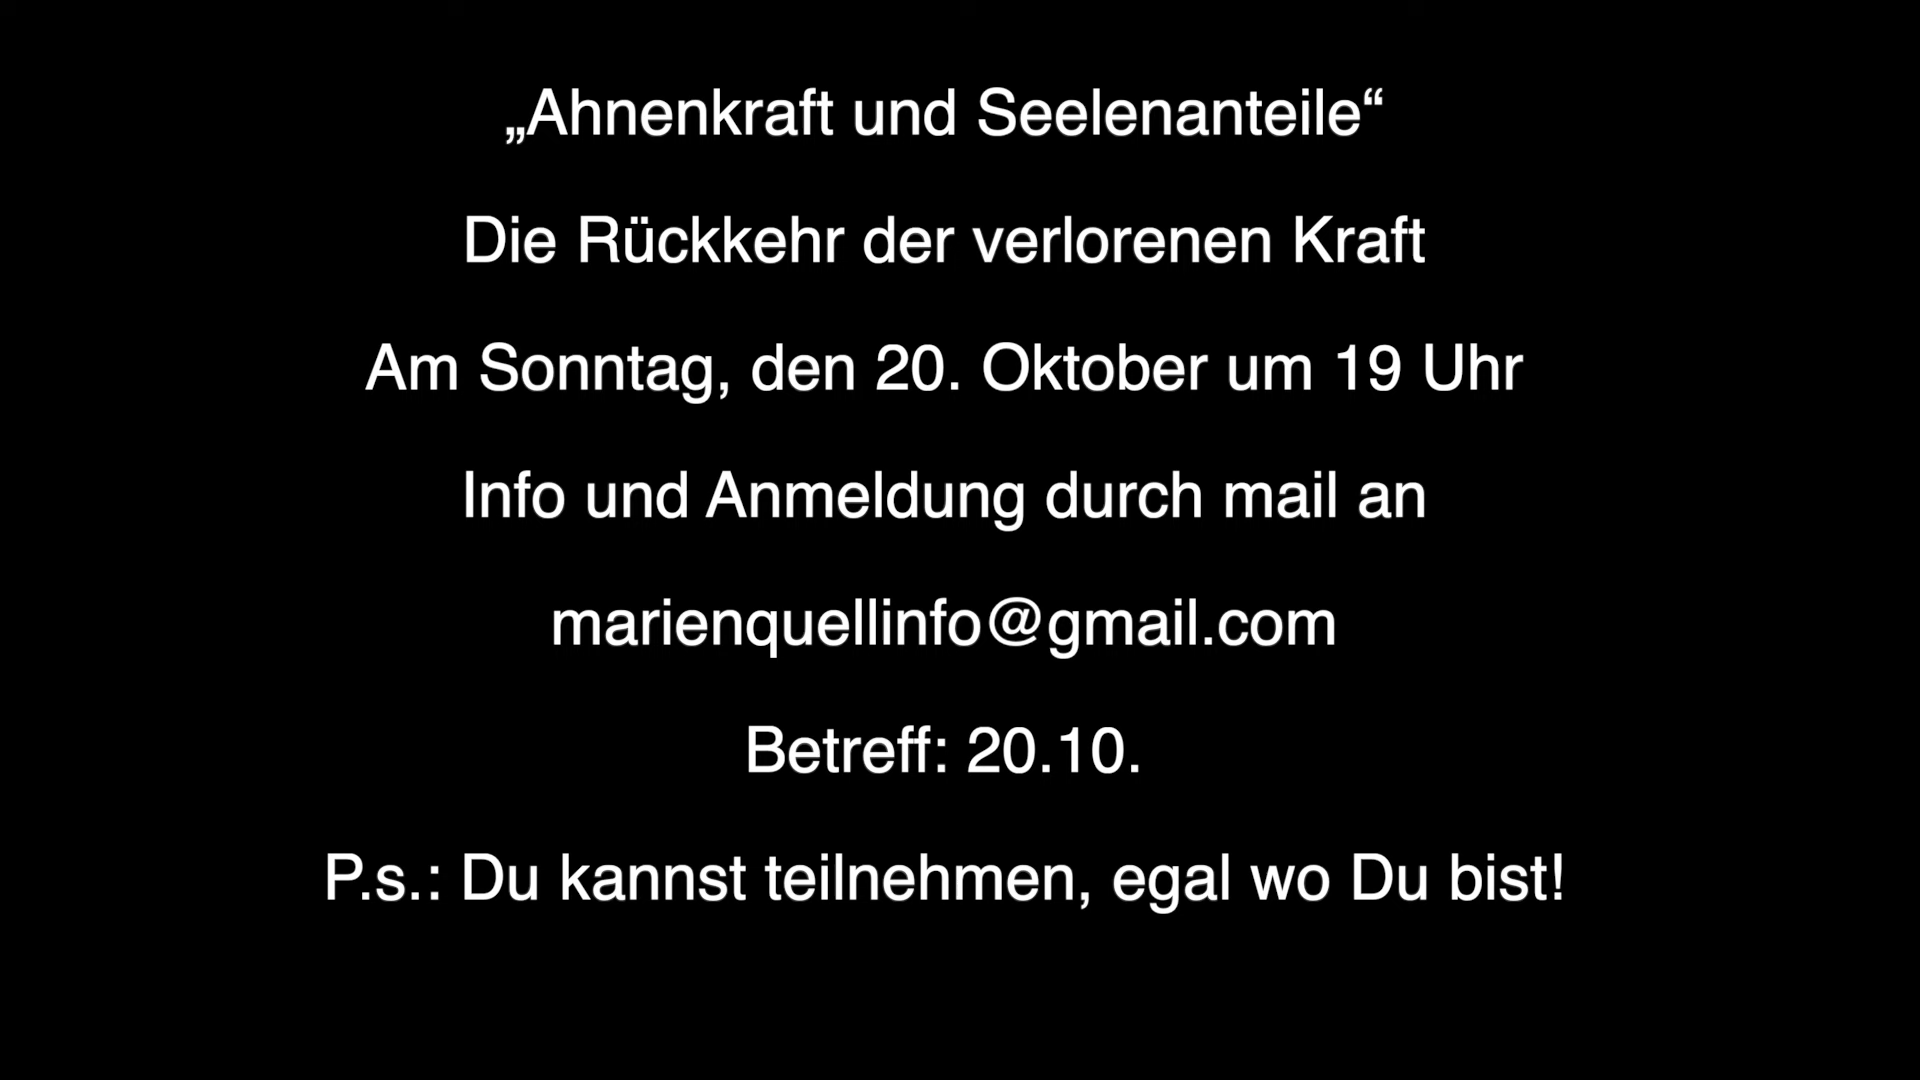 „Ahnenkraft und Seelenanteile“
Die Rückkehr der verlorenen Kraft
Am Sonntag, den 20. Oktober um 19 Uhr
Info und Anmeldung durch mail an
marienquellinfo@gmail.com
Betreff: 20.10.
P.s.: Du kannst teilnehmen, egal wo Du bist!